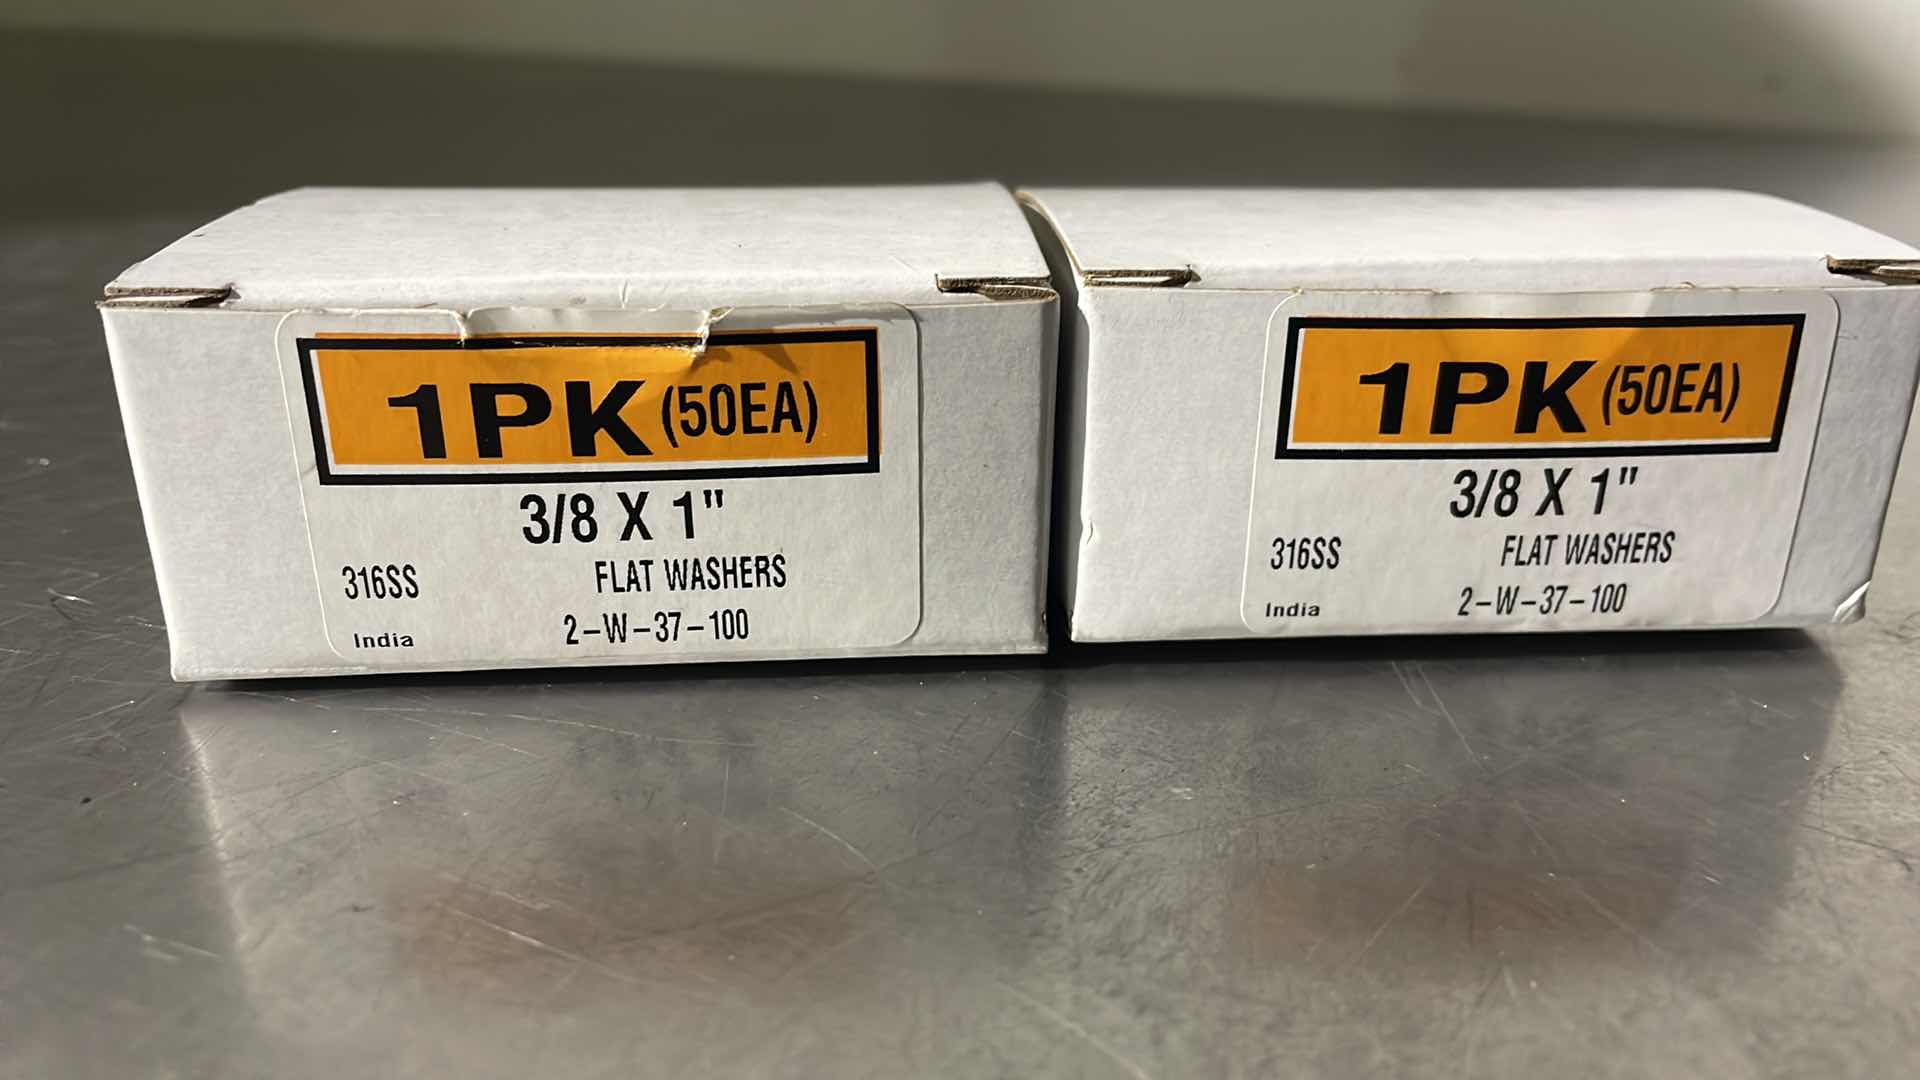 1PK (50EA)
3/8 X 1"
316SS FLAT WASHERS
India 2-W-37-100
1PK (50EA)
3/8 X 1"
316SS FLAT WASHERS
India 2-W-37-100